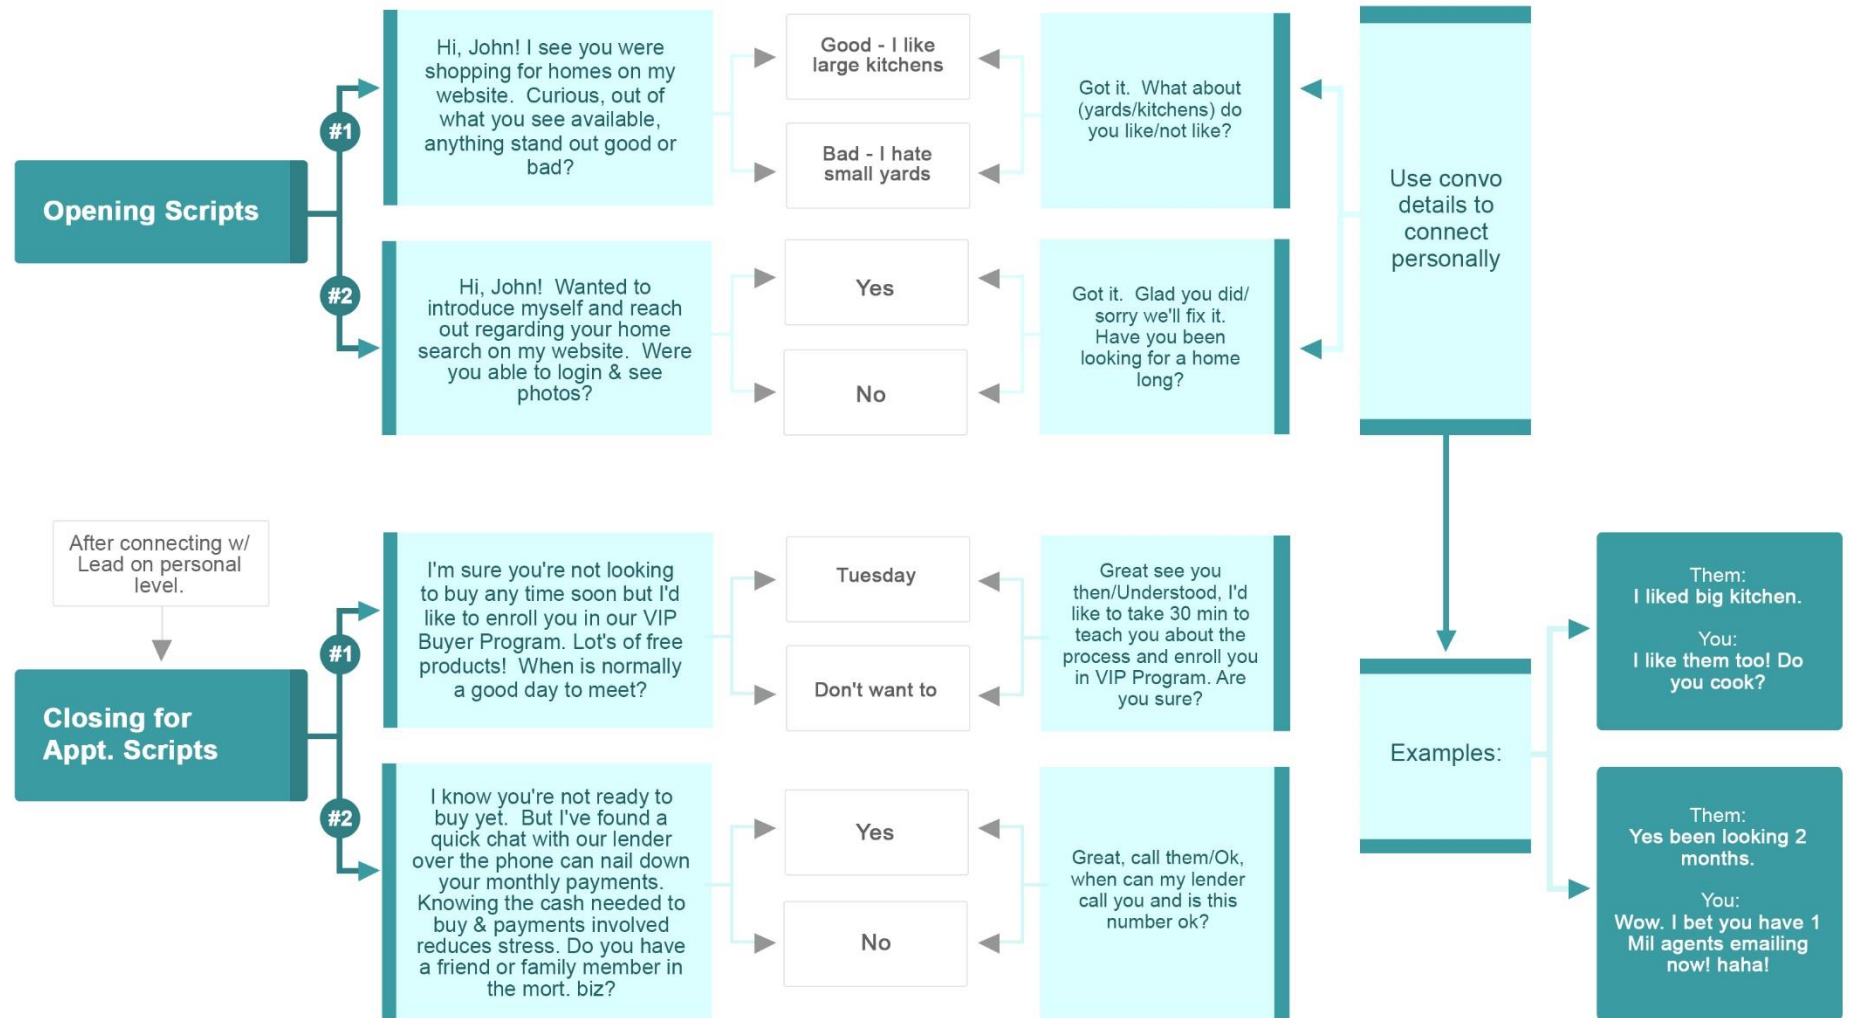 Opening Scripts
#1
#2
Hi, John! I see you were
shopping for homes on my
website. Curious, out of
what you see available,
anything stand out good or
bad?
Good - I like
large kitchens
Bad - I hate
small yards
Got it. What about
(yards/kitchens) do
you like/not like?
Hi, John! Wanted to
introduce myself and reach
out regarding your home
search on my website. Were
you able to login & see
photos?
Yes
No
Got it. Glad you did/
sorry we'll fix it.
Have you been
looking for a home
long?
Use convo
details to
connect
personally
After connecting w/
Lead on personal
level.
Closing for
Appt. Scripts
#1
#2
I'm sure you're not looking
to buy any time soon but I'd
like to enroll you in our VIP
Buyer Program. Lot's of free
products! When is normally
a good day to meet?
Tuesday
Don't want to
Great see you
then/Understood, I'd
like to take 30 min to
teach you about the
process and enroll you
in VIP Program. Are
you sure?
I know you're not ready to
buy yet. But I've found a
quick chat with our lender
over the phone can nail down
your monthly payments.
Knowing the cash needed to
buy & payments involved
reduces stress. Do you have
a friend or family member in
the mort. biz?
Yes
No
Great, call them/Ok,
when can my lender
call you and is this
number ok?
Examples:
Them:
I liked big kitchen.
You:
I like them too! Do
you cook?
Them:
Yes been looking 2
months.
You:
Wow. I bet you have 1
Mil agents emailing
now! haha!